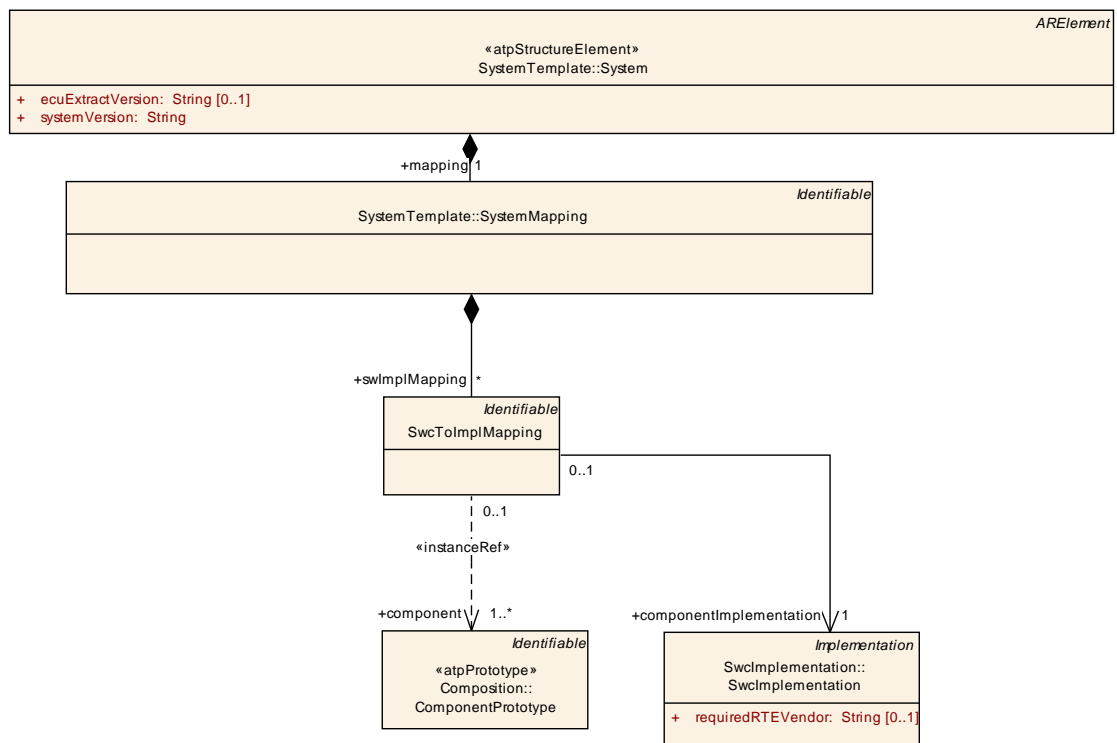 ARElement
«atpStructureElement»
SystemTemplate::System
+ ecuExtractVersion: String [0..1]
+ systemVersion: String
+mapping 1
Identifiable
SystemTemplate::SystemMapping
+swImplMapping *
Identifiable
SwcToImplMapping
0..1
0..1
«instanceRef»
+component 1..*
+componentImplementation 1
Identifiable
«atpPrototype»
Composition::
ComponentPrototype
Implementation
SwcImplementation::
SwcImplementation
+ requiredRTEVendor: String [0..1]